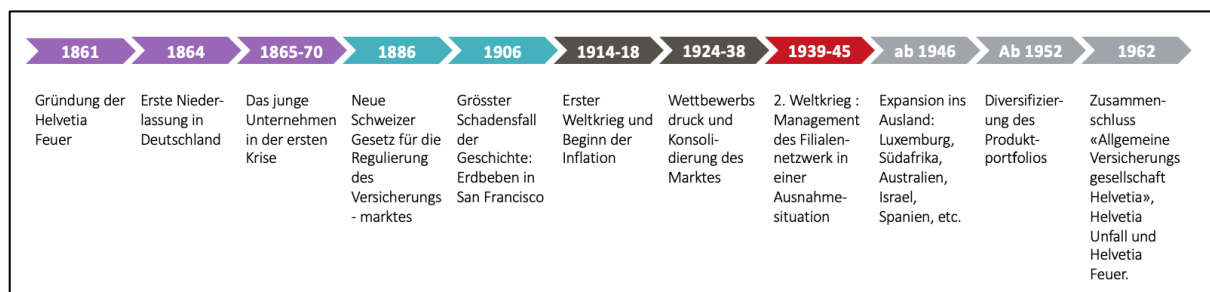 1861
1864
1865-70
1886
1906
1914-18
1924-38
1939-45
ab 1946
Ab 1952
1962
Gründung der
Helvetia
Feuer
Erste Nieder-
lassung in
Deutschland
Das junge
Unternehmen
in der ersten
Krise
Neue
Schweizer
Gesetz für die
Regulierung
des
Versicherungs
- marktes
Grösster
Schadensfall
der
Geschichte:
Erdbeben in
San Francisco
Erster
Weltkrieg und
Beginn der
Inflation
Wettbewerbs
druck und
Konsoli-
dierung des
Marktes
2. Weltkrieg :
Management
des Filialen-
netzwerk in
einer
Ausnahme-
situation
Expansion ins
Ausland:
Luxemburg,
Südafrika,
Australien,
Israel,
Spanien, etc.
Diversifizier-
ung des
Produkt-
portfolios
Zusammen-
schluss
«Allgemeine
Versicherungs
gesellschaft
Helvetia»,
Helvetia
Unfall und
Helvetia
Feuer.